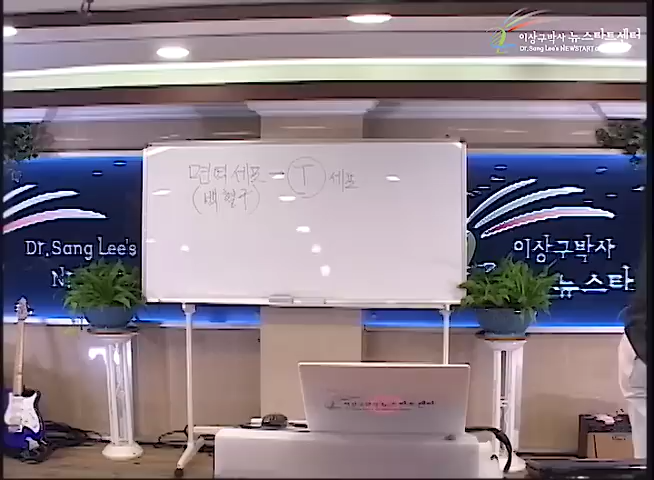 이상구박사 뉴스타트센터
Dr.Sang Lee's NEWSTART
면역세포 → T 세포
(백혈구)
Dr.Sang Lee's
이상구박사
뉴스타